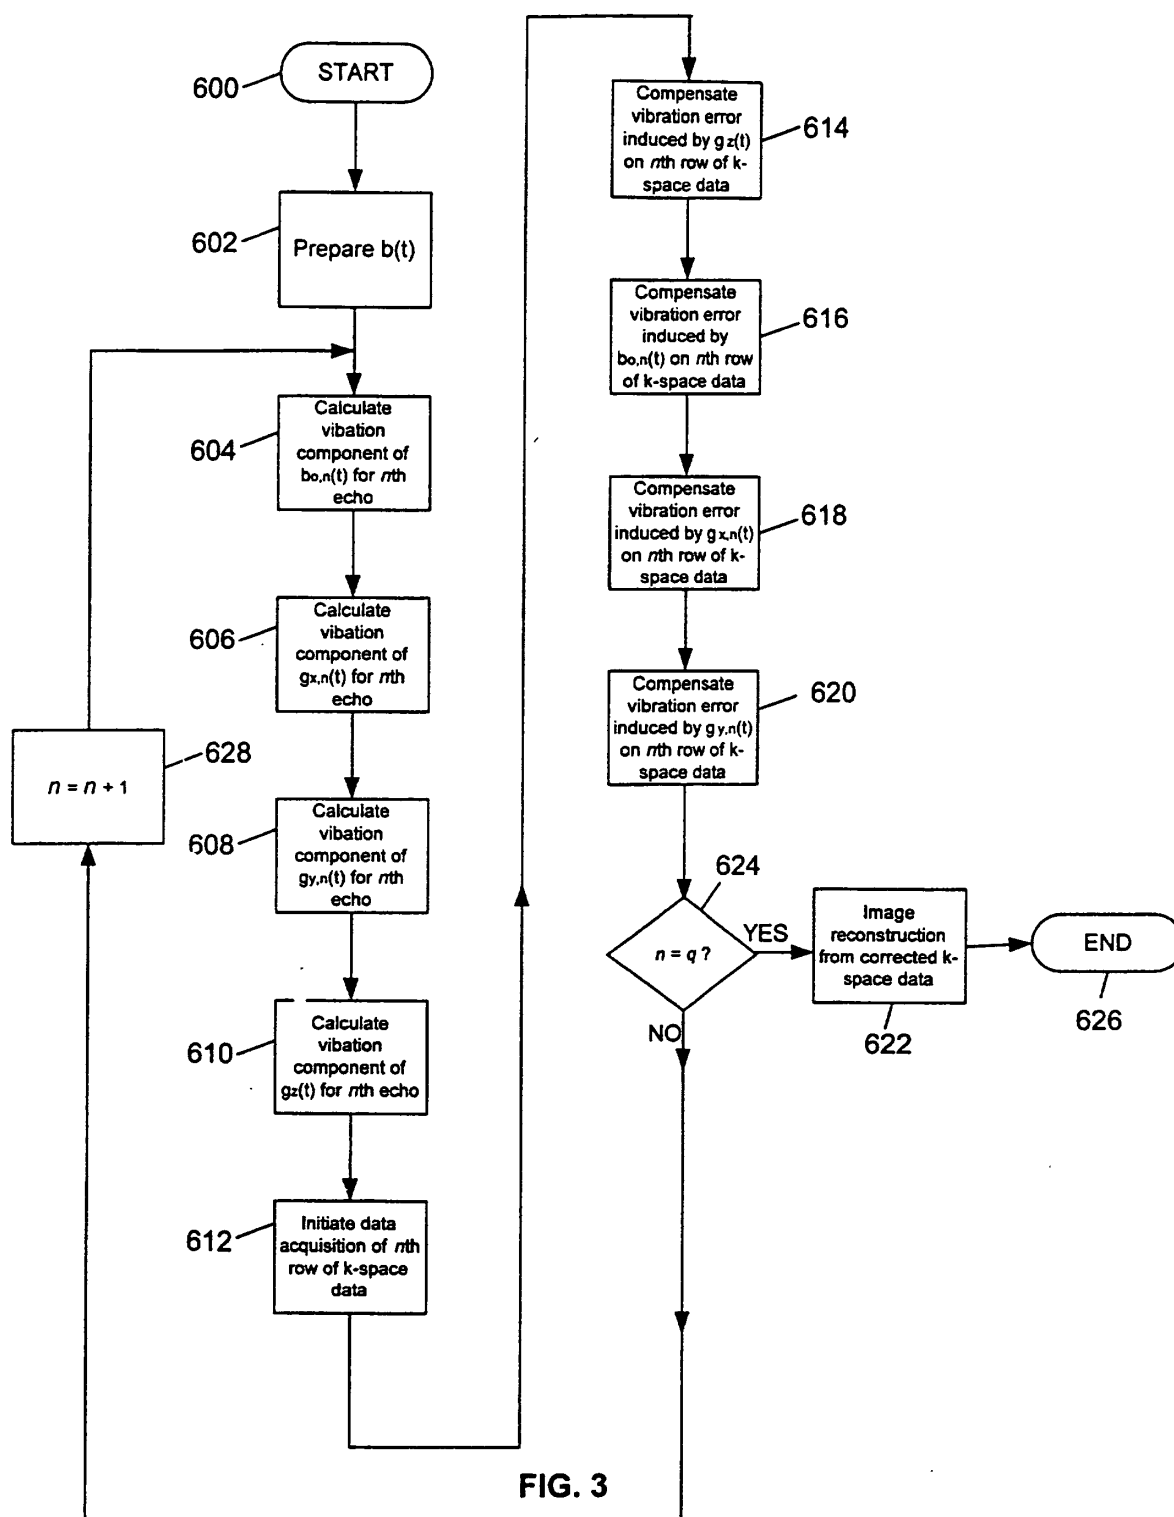 START
600
602
Prepare b(t)
604
Calculate
vibation
component of
bo,n(t) for nth
echo
606
Calculate
vibation
component of
gx,n(t) for nth
echo
628
n = n + 1
608
Calculate
vibation
component of
gy,n(t) for nth
echo
610
Calculate
vibation
component of
gz(t) for nth echo
612
Initiate data
acquisition of nth
row of k-space
data
Compensate
vibration error
induced by gz(t)
on nth row of k-
space data
614
Compensate
vibration error
induced by
bo,n(t) on nth row
of k-space data
616
Compensate
vibration error
induced by gx,n(t)
on nth row of k-
space data
618
Compensate
vibration error
induced by gy,n(t)
on nth row of k-
space data
620
624
n = q ?
YES
NO
Image
reconstruction
from corrected k-
space data
622
END
626
FIG. 3